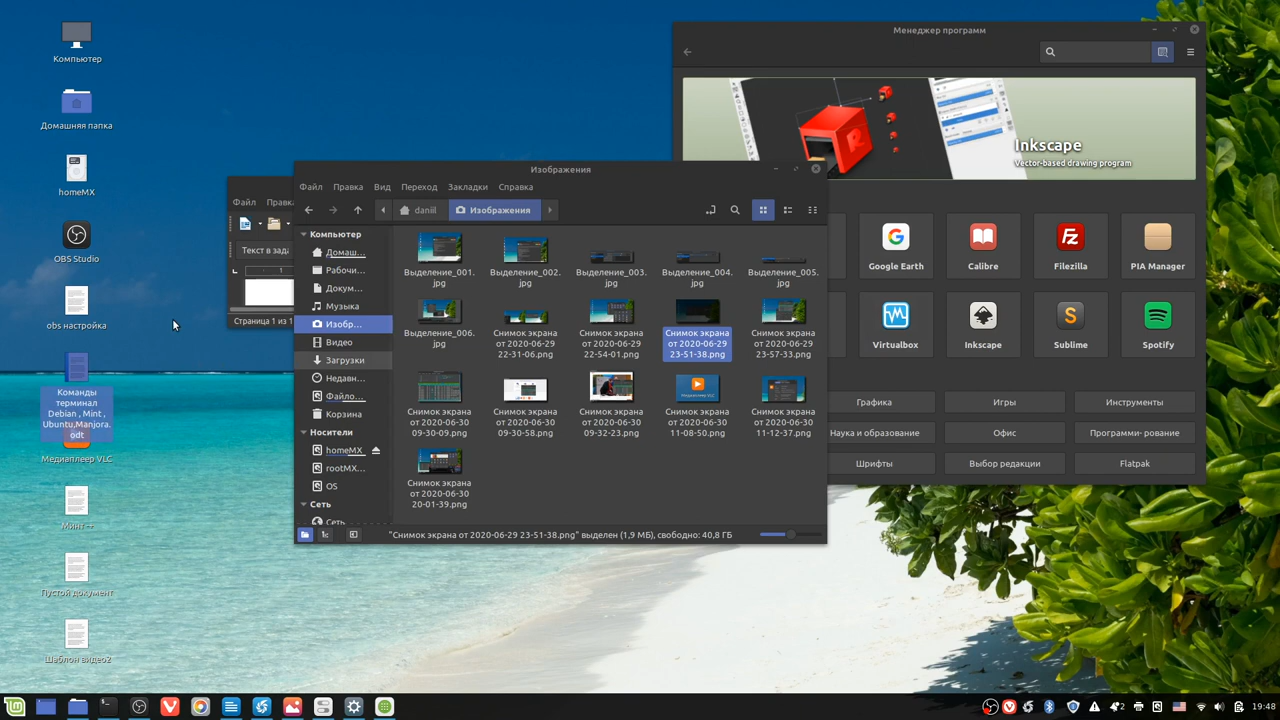 Компьютер
Домашняя папка
homeMX
OBS Studio
obs настройка
Команды
терминал
Debian , Mint ,
Ubuntu,Manjora.
odt
Медиаплеер VLC
Минт---
Пустой документ
Шаблон видео2
Файл
Правка
Текст в зада
1
Страница 1 из 1
Изображения
Файл Правка Вид Переход Закладки Справка
daniil
Изображения
Компьютер
Домаш...
Рабочи...
Докум...
Музыка
Изобр...
Видео
Загрузки
Недавн...
Файло...
Корзина
Носители
homeMX
rootMX...
OS
Сеть
Сеть
Выделение_001.
jpg
Выделение_002.
jpg
Выделение_003.
jpg
Выделение_004.
jpg
Выделение_005.
jpg
Выделение_006.
jpg
Снимок экрана
от 2020-06-29
22-31-06.png
Снимок экрана
от 2020-06-29
22-54-01.png
Снимок экрана
от 2020-06-29
23-51-38.png
Снимок экрана
от 2020-06-29
23-57-33.png
Снимок экрана
от 2020-06-30
09-30-09.png
Снимок экрана
от 2020-06-30
09-30-58.png
Снимок экрана
от 2020-06-30
09-32-23.png
Медиаплеер VLC
Снимок экрана
от 2020-06-30
11-08-50.png
Снимок экрана
от 2020-06-30
11-12-37.png
Снимок экрана
от 2020-06-30
20-01-39.png
"Снимок экрана от 2020-06-29 23-51-38.png" выделен (1,9 МБ), свободно: 40,8 ГБ
Менеджер программ
Inkscape
Vector-based drawing program
Google Earth
Calibre
Filezilla
PIA Manager
Virtualbox
Inkscape
Sublime
Spotify
Графика
Игры
Инструменты
Наука и образование
Офис
Программи- рование
Шрифты
Выбор редакции
Flatpak
2
19:48